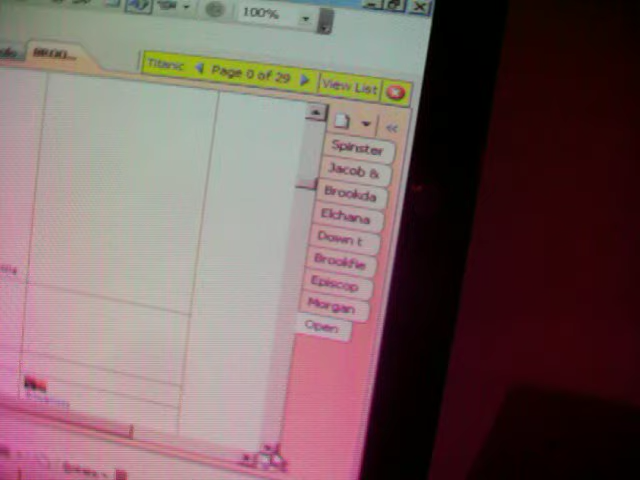 100%
Titanic Page 0 of 29 View List
Spinster
Jacob &
Brookda
Elchana
Down t
Brookfie
Episcop
Morgan
Open